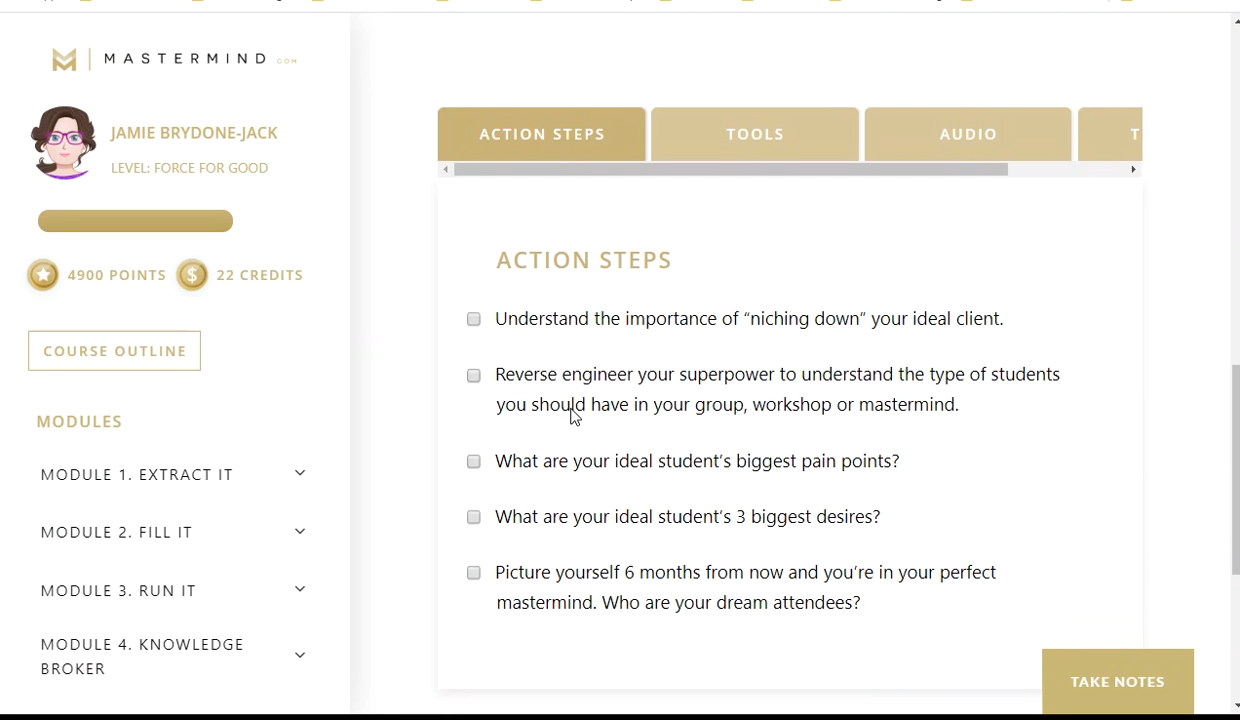 MASTERMIND .COM
JAMIE BRYDONE-JACK
LEVEL: FORCE FOR GOOD
4900 POINTS
22 CREDITS
COURSE OUTLINE
MODULES
MODULE 1. EXTRACT IT
MODULE 2. FILL IT
MODULE 3. RUN IT
MODULE 4. KNOWLEDGE
BROKER
ACTION STEPS
TOOLS
AUDIO
T
ACTION STEPS
Understand the importance of “niching down” your ideal client.
Reverse engineer your superpower to understand the type of students
you should have in your group, workshop or mastermind.
What are your ideal student’s biggest pain points?
What are your ideal student’s 3 biggest desires?
Picture yourself 6 months from now and you’re in your perfect
mastermind. Who are your dream attendees?
TAKE NOTES